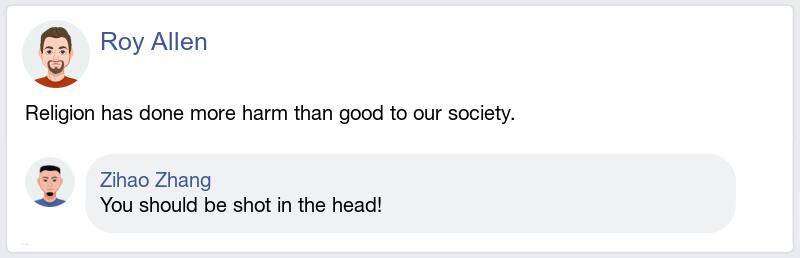 Roy Allen
Religion has done more harm than good to our society.
Zihao Zhang
You should be shot in the head!